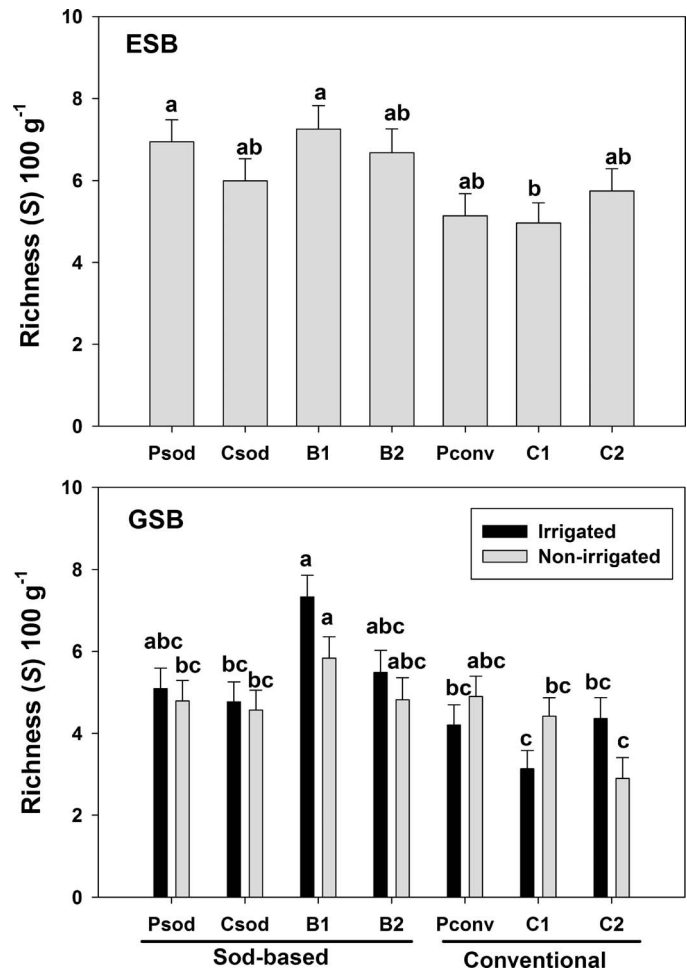 ESB
Richness (S) 100 g⁻¹
10
8
6
4
2
0
a
ab
a
ab
ab
b
ab
Psod Csod B1 B2 Pconv C1 C2
GSB
Irrigated
Non-irrigated
Richness (S) 100 g⁻¹
10
8
6
4
2
0
abc
bc
bc
bc
a
a
abc
abc
bc
abc
c
bc
bc
c
Psod Csod B1 B2 Pconv C1 C2
Sod-based Conventional